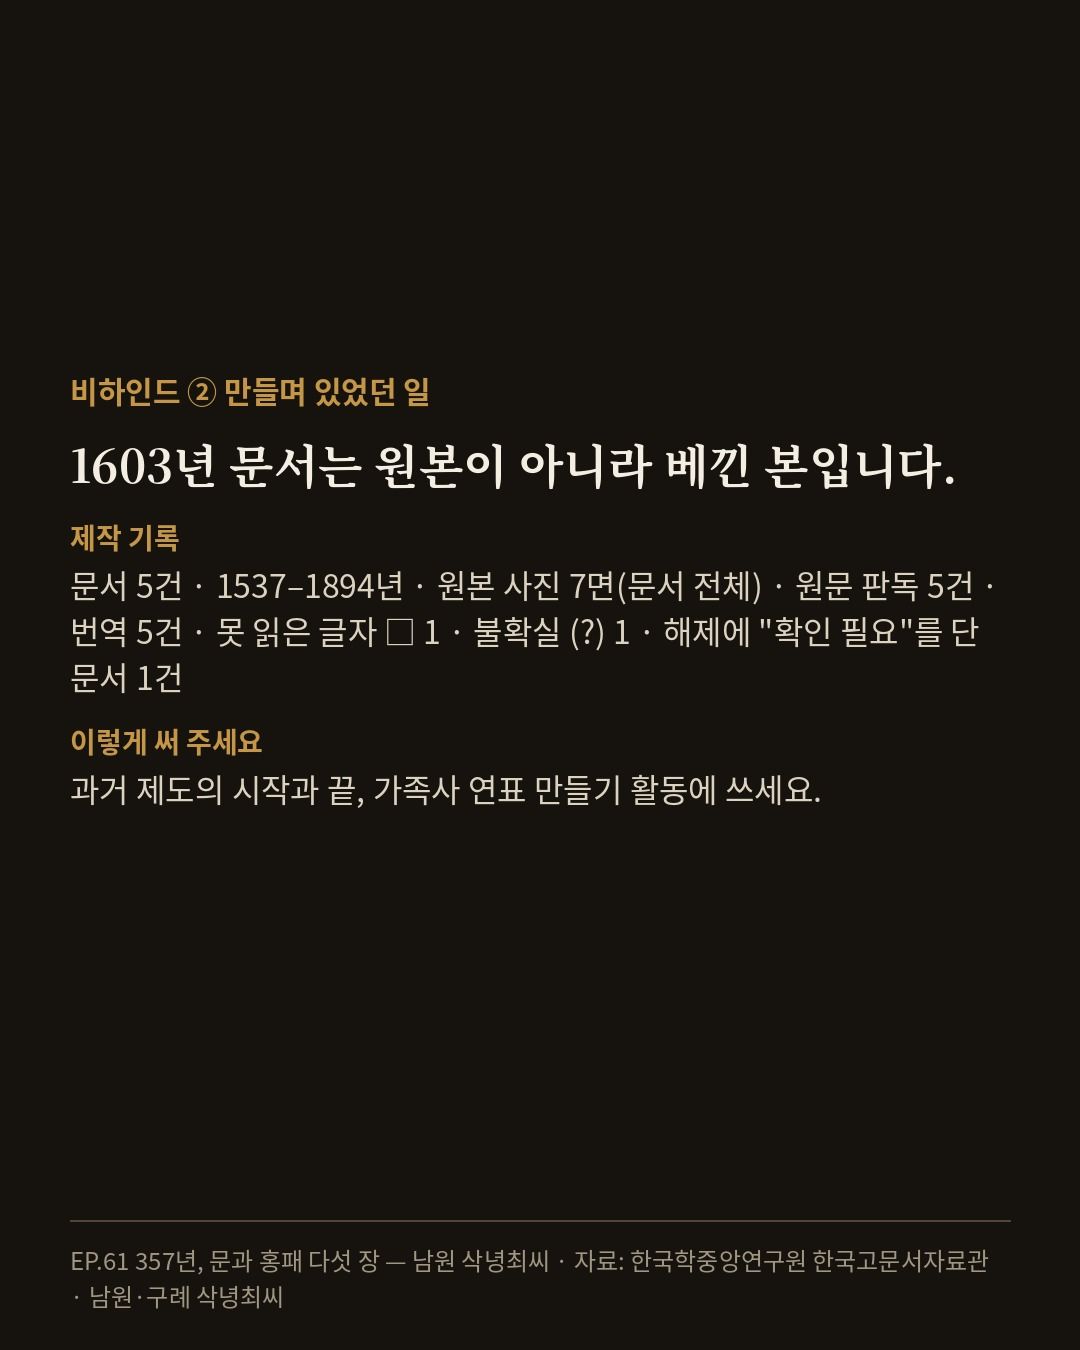 비하인드 ② 만들며 있었던 일
1603년 문서는 원본이 아니라 베낀 본입니다.
제작 기록
문서 5건 · 1537–1894년 · 원본 사진 7면(문서 전체) · 원문 판독 5건 ·
번역 5건 · 못 읽은 글자 □ 1 · 불확실 (?) 1 · 해제에 "확인 필요"를 단
문서 1건
이렇게 써 주세요
과거 제도의 시작과 끝, 가족사 연표 만들기 활동에 쓰세요.
EP.61 357년, 문과 홍패 다섯 장 — 남원 삭녕최씨 · 자료: 한국학중앙연구원 한국고문서자료관
· 남원·구례 삭녕최씨